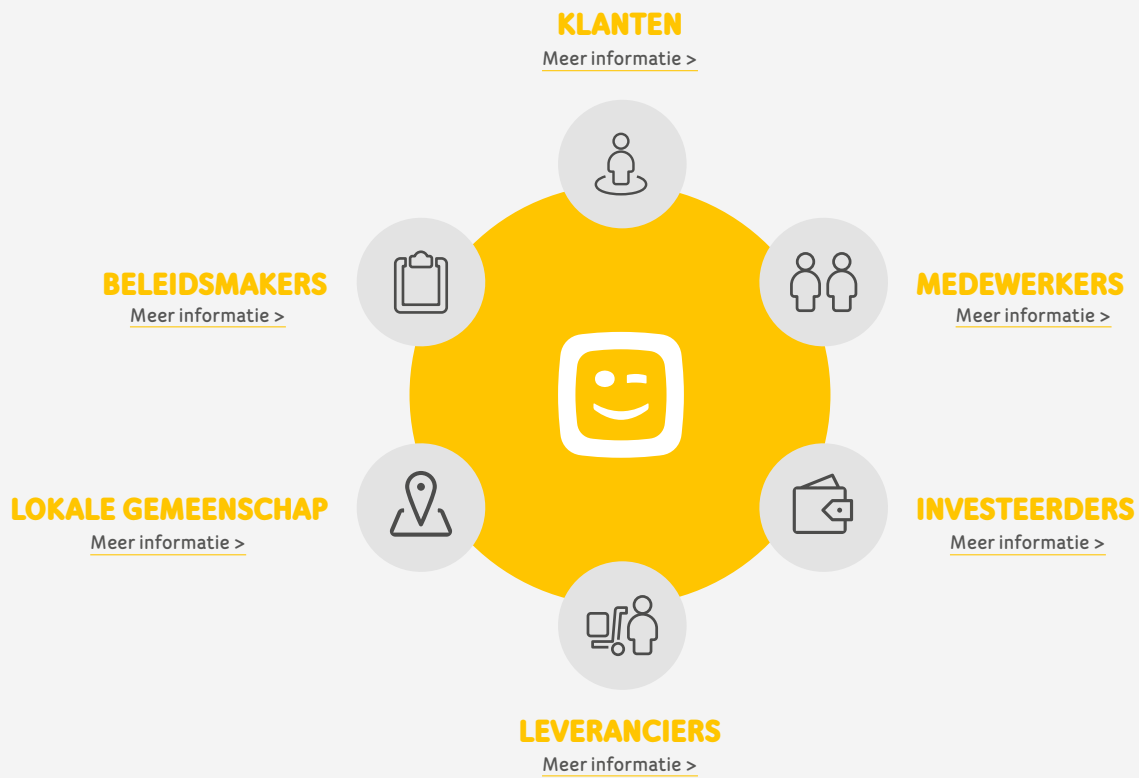 KLANTEN
Meer informatie >
BELEIDSMAKERS
Meer informatie >
MEDEWERKERS
Meer informatie >
LOKALE GEMEENSCHAP
Meer informatie >
INVESTEERDERS
Meer informatie >
LEVERANCIERS
Meer informatie >